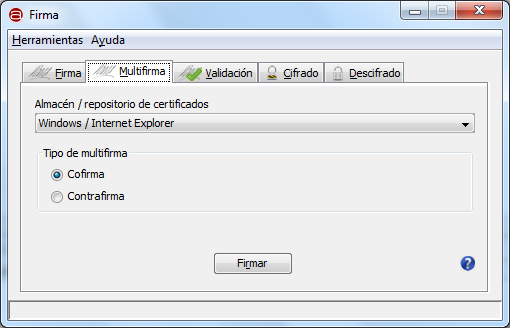 Firma
Herramientas Ayuda
Firma Multifirma Validación Cifrado Descifrado
Almacén / repositorio de certificados
Windows / Internet Explorer
Tipo de multifirma
Cofirma
Contrafirma
Firmar